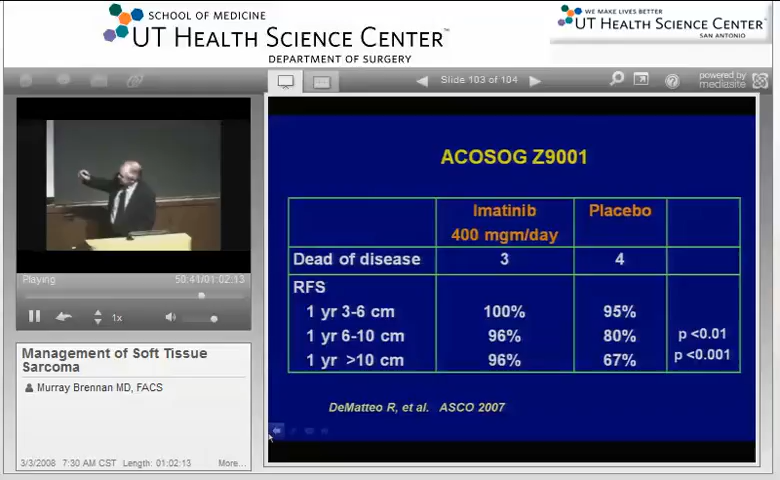 SCHOOL OF MEDICINE
UT HEALTH SCIENCE CENTER™
DEPARTMENT OF SURGERY
WE MAKE LIVES BETTER
UT HEALTH SCIENCE CENTER™
SAN ANTONIO
Slide 103 of 104
powered by
mediasite
ACOSOG Z9001
Imatinib Placebo
400 mgm/day
Dead of disease 3 4
RFS
1 yr 3-6 cm 100% 95%
1 yr 6-10 cm 96% 80% p <0.01
1 yr >10 cm 96% 67% p <0.001
DeMatteo R, et al. ASCO 2007
Playing 50:41/01:02:13
1x
Management of Soft Tissue
Sarcoma
Murray Brennan MD, FACS
3/3/2008 7:30 AM CST Length: 01:02:13 More...